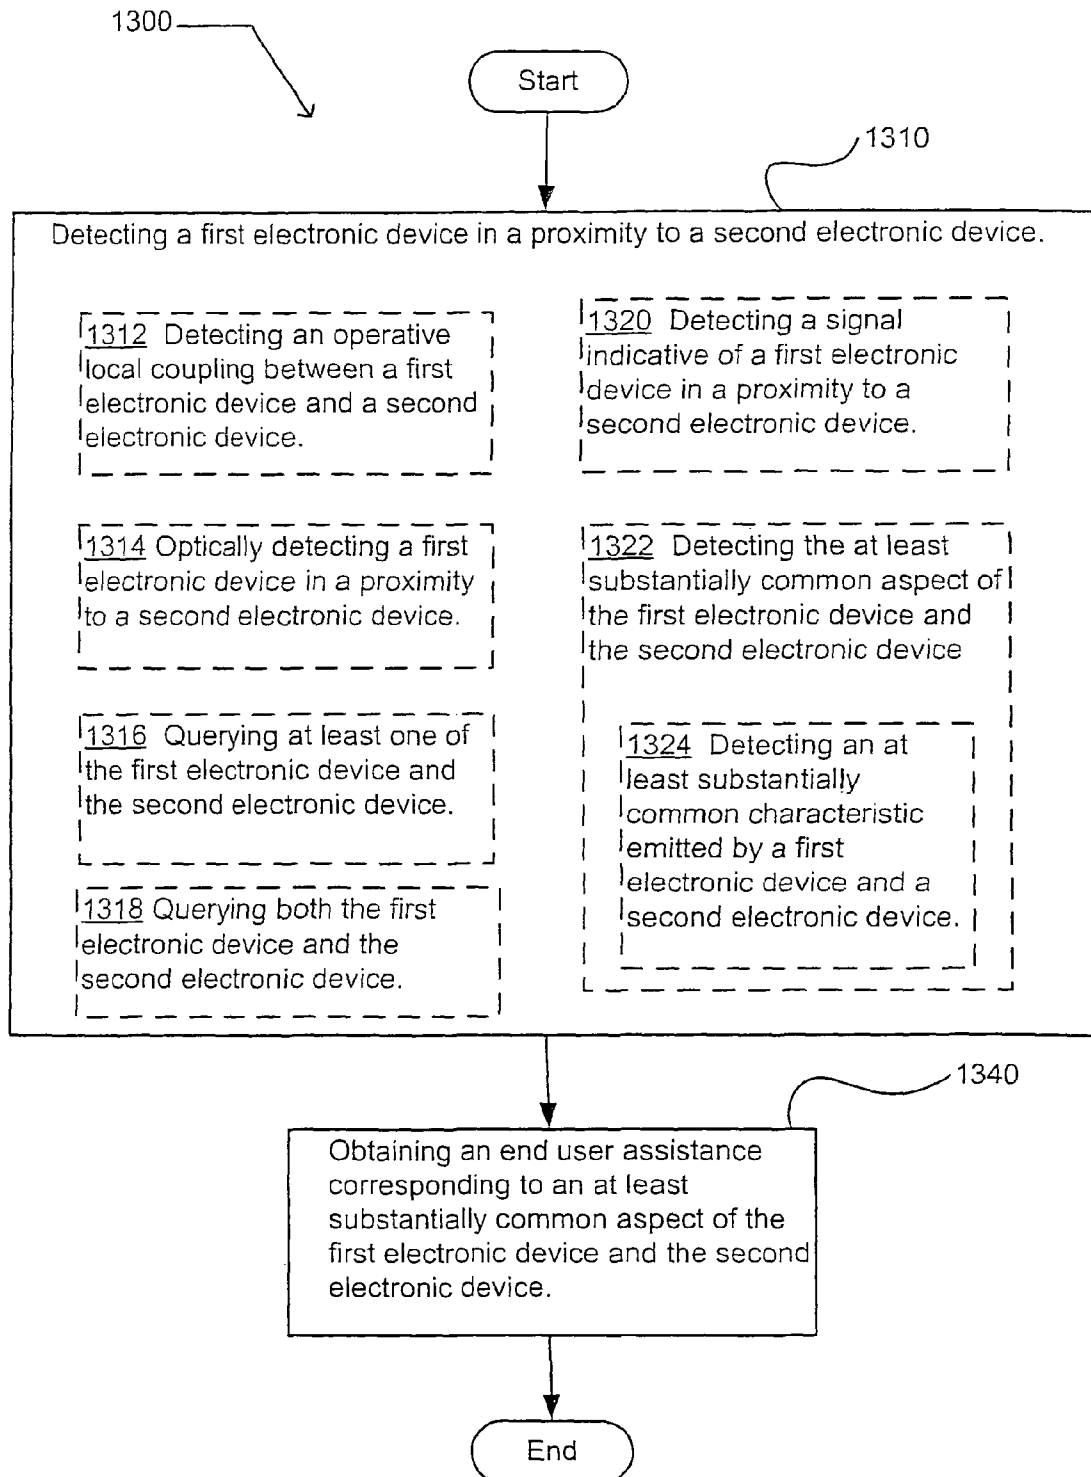 1300
Start
1310
Detecting a first electronic device in a proximity to a second electronic device.
1312 Detecting an operative
local coupling between a first
electronic device and a second
electronic device.
1314 Optically detecting a first
electronic device in a proximity
to a second electronic device.
1316 Querying at least one of
the first electronic device and
the second electronic device.
1318 Querying both the first
electronic device and the
second electronic device.
1320 Detecting a signal
indicative of a first electronic
device in a proximity to a
second electronic device.
1322 Detecting the at least
substantially common aspect of
the first electronic device and
the second electronic device
1324 Detecting an at
least substantially
common characteristic
emitted by a first
electronic device and a
second electronic device.
1340
Obtaining an end user assistance
corresponding to an at least
substantially common aspect of the
first electronic device and the second
electronic device.
End